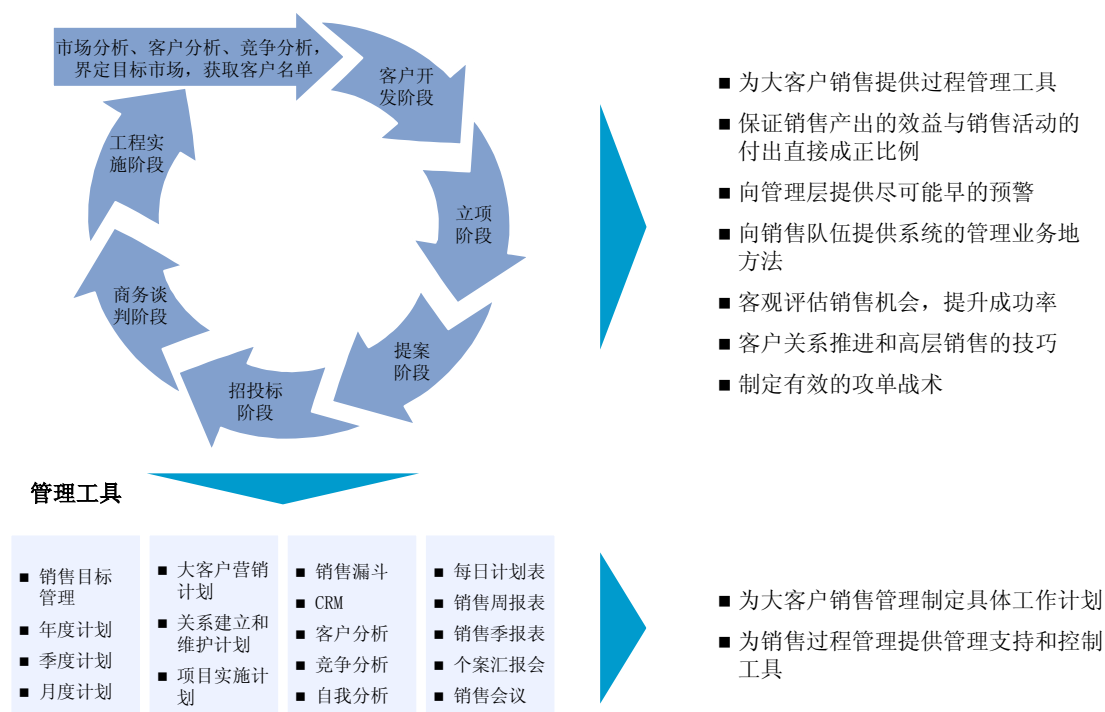 市场分析、客户分析、竞争分析，
界定目标市场，获取客户名单
客户开
发阶段
立项
阶段
提案
阶段
招投标
阶段
商务谈
判阶段
工程实
施阶段
■ 为大客户销售提供过程管理工具
■ 保证销售产出的效益与销售活动的
付出直接成正比例
■ 向管理层提供尽可能早的预警
■ 向销售队伍提供系统的管理业务地
方法
■ 客观评估销售机会，提升成功率
■ 客户关系推进和高层销售的技巧
■ 制定有效的攻单战术
管理工具
■ 销售目标
管理
■ 年度计划
■ 季度计划
■ 月度计划
■ 大客户营销
计划
■ 关系建立和
维护计划
■ 项目实施计
划
■ 销售漏斗
■ CRM
■ 客户分析
■ 竞争分析
■ 自我分析
■ 每日计划表
■ 销售周报表
■ 销售季报表
■ 个案汇报会
■ 销售会议
■ 为大客户销售管理制定具体工作计划
■ 为销售过程管理提供管理支持和控制
工具